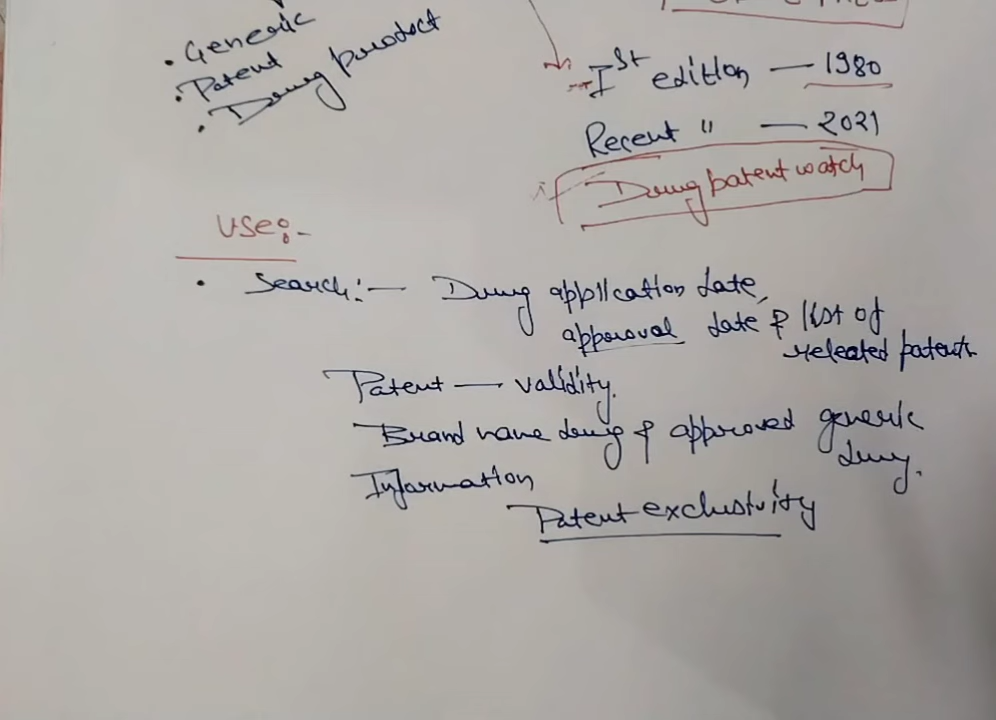 • Generic
• Patent
• Drug product
Ist edition — 1980
Recent " — 2021
Drug patent watch
Use:-
• Search:— Drug application date,
approval date & list of
releated patents
Patent — validity.
Brand name drug & approved generic
drug.
Information
Patent exclusivity